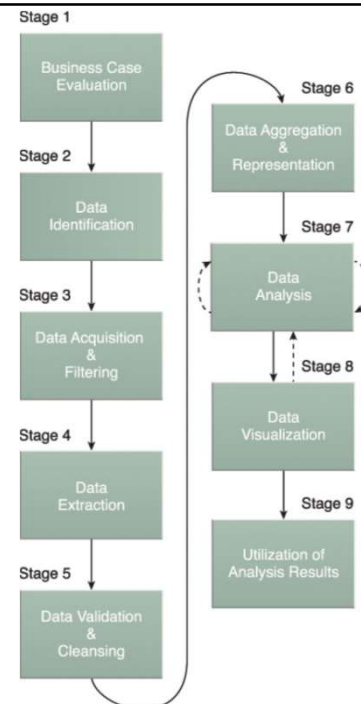 Stage 1
Business Case
Evaluation
Stage 2
Data
Identification
Stage 3
Data Acquisition
&
Filtering
Stage 4
Data
Extraction
Stage 5
Data Validation
&
Cleansing
Stage 6
Data Aggregation
&
Representation
Stage 7
Data
Analysis
Stage 8
Data
Visualization
Stage 9
Utilization of
Analysis Results